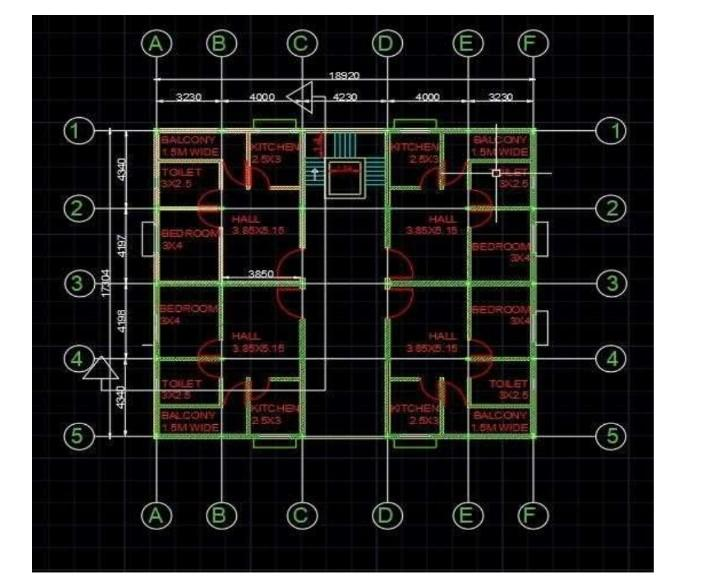 A B C D E F
18920
3230 4000 4230 4000 3230
1 1
BALCONY
1.5M WIDE
KITCHEN
2.5X3
KITCHEN
2.5X3
BALCONY
1.5M WIDE
4340
TOILET
3X2.5
3X2.5
2 2
HALL
3.85X5.15
HALL
3.85X5.15
BEDROOM
3X4
BEDROOM
3X4
4197
3850
3 3
17304
BEDROOM
3X4
BEDROOM
3X4
4198
HALL
3.85X5.15
HALL
3.85X5.15
4 4
TOILET
3X2.5
TOILET
3X2.5
4340
KITCHEN
2.5X3
KITCHEN
2.5X3
BALCONY
1.5M WIDE
BALCONY
1.5M WIDE
5 5
A B C D E F